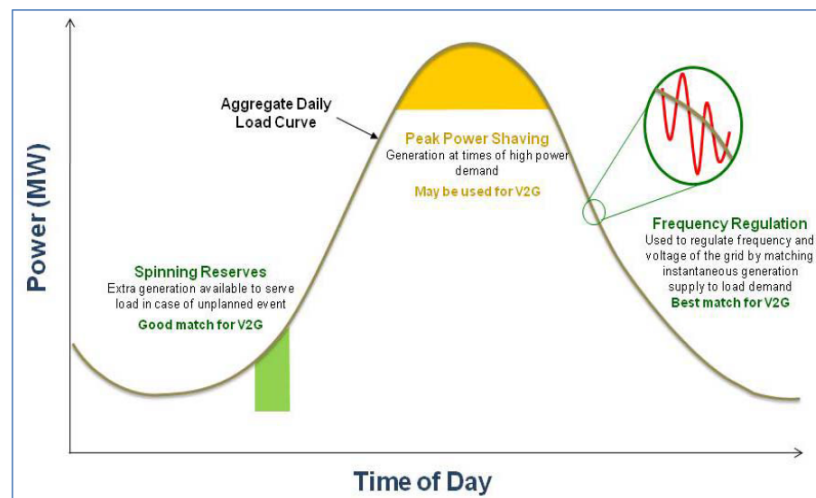 Power (MW)
Aggregate Daily
Load Curve
Peak Power Shaving
Generation at times of high power
demand
May be used for V2G
Spinning Reserves
Extra generation available to serve
load in case of unplanned event
Good match for V2G
Frequency Regulation
Used to regulate frequency and
voltage of the grid by matching
instantaneous generation
supply to load demand
Best match for V2G
Time of Day